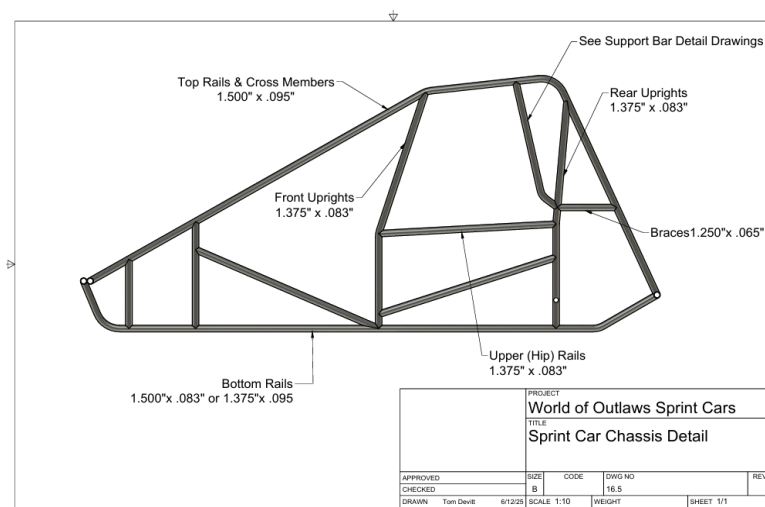 See Support Bar Detail Drawings
Top Rails & Cross Members
1.500" x .095"
Rear Uprights
1.375" x .083"
Front Uprights
1.375" x .083"
Braces1.250"x .065"
Upper (Hip) Rails
1.375" x .083"
Bottom Rails
1.500"x .083" or 1.375"x .095
PROJECT
World of Outlaws Sprint Cars
TITLE
Sprint Car Chassis Detail
APPROVED
CHECKED
DRAWN Tom Devitt 6/12/25
SIZE CODE DWG NO REV
B 16.5
SCALE 1:10 WEIGHT SHEET 1/1